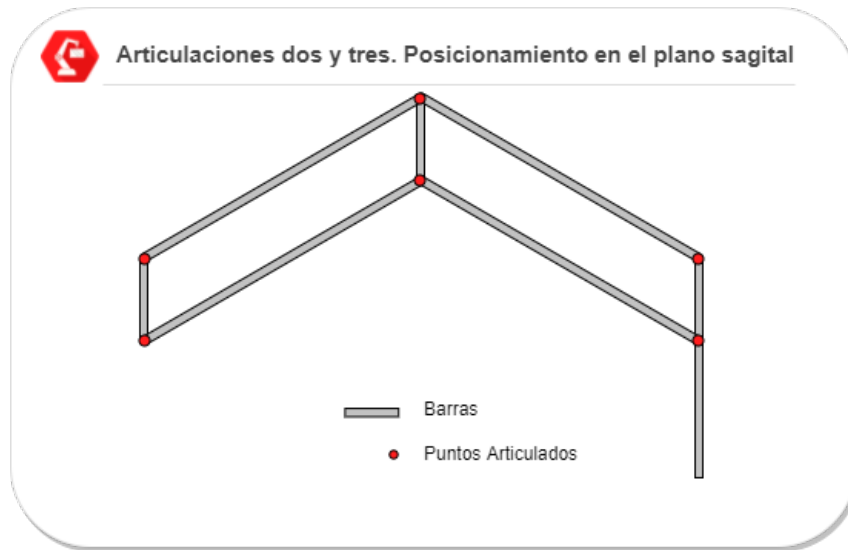 Articulaciones dos y tres. Posicionamiento en el plano sagital
Barras
Puntos Articulados